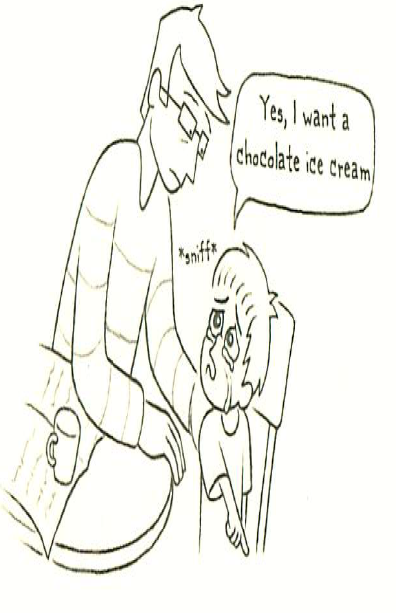 Yes, I want a
chocolate ice cream
*sniff*